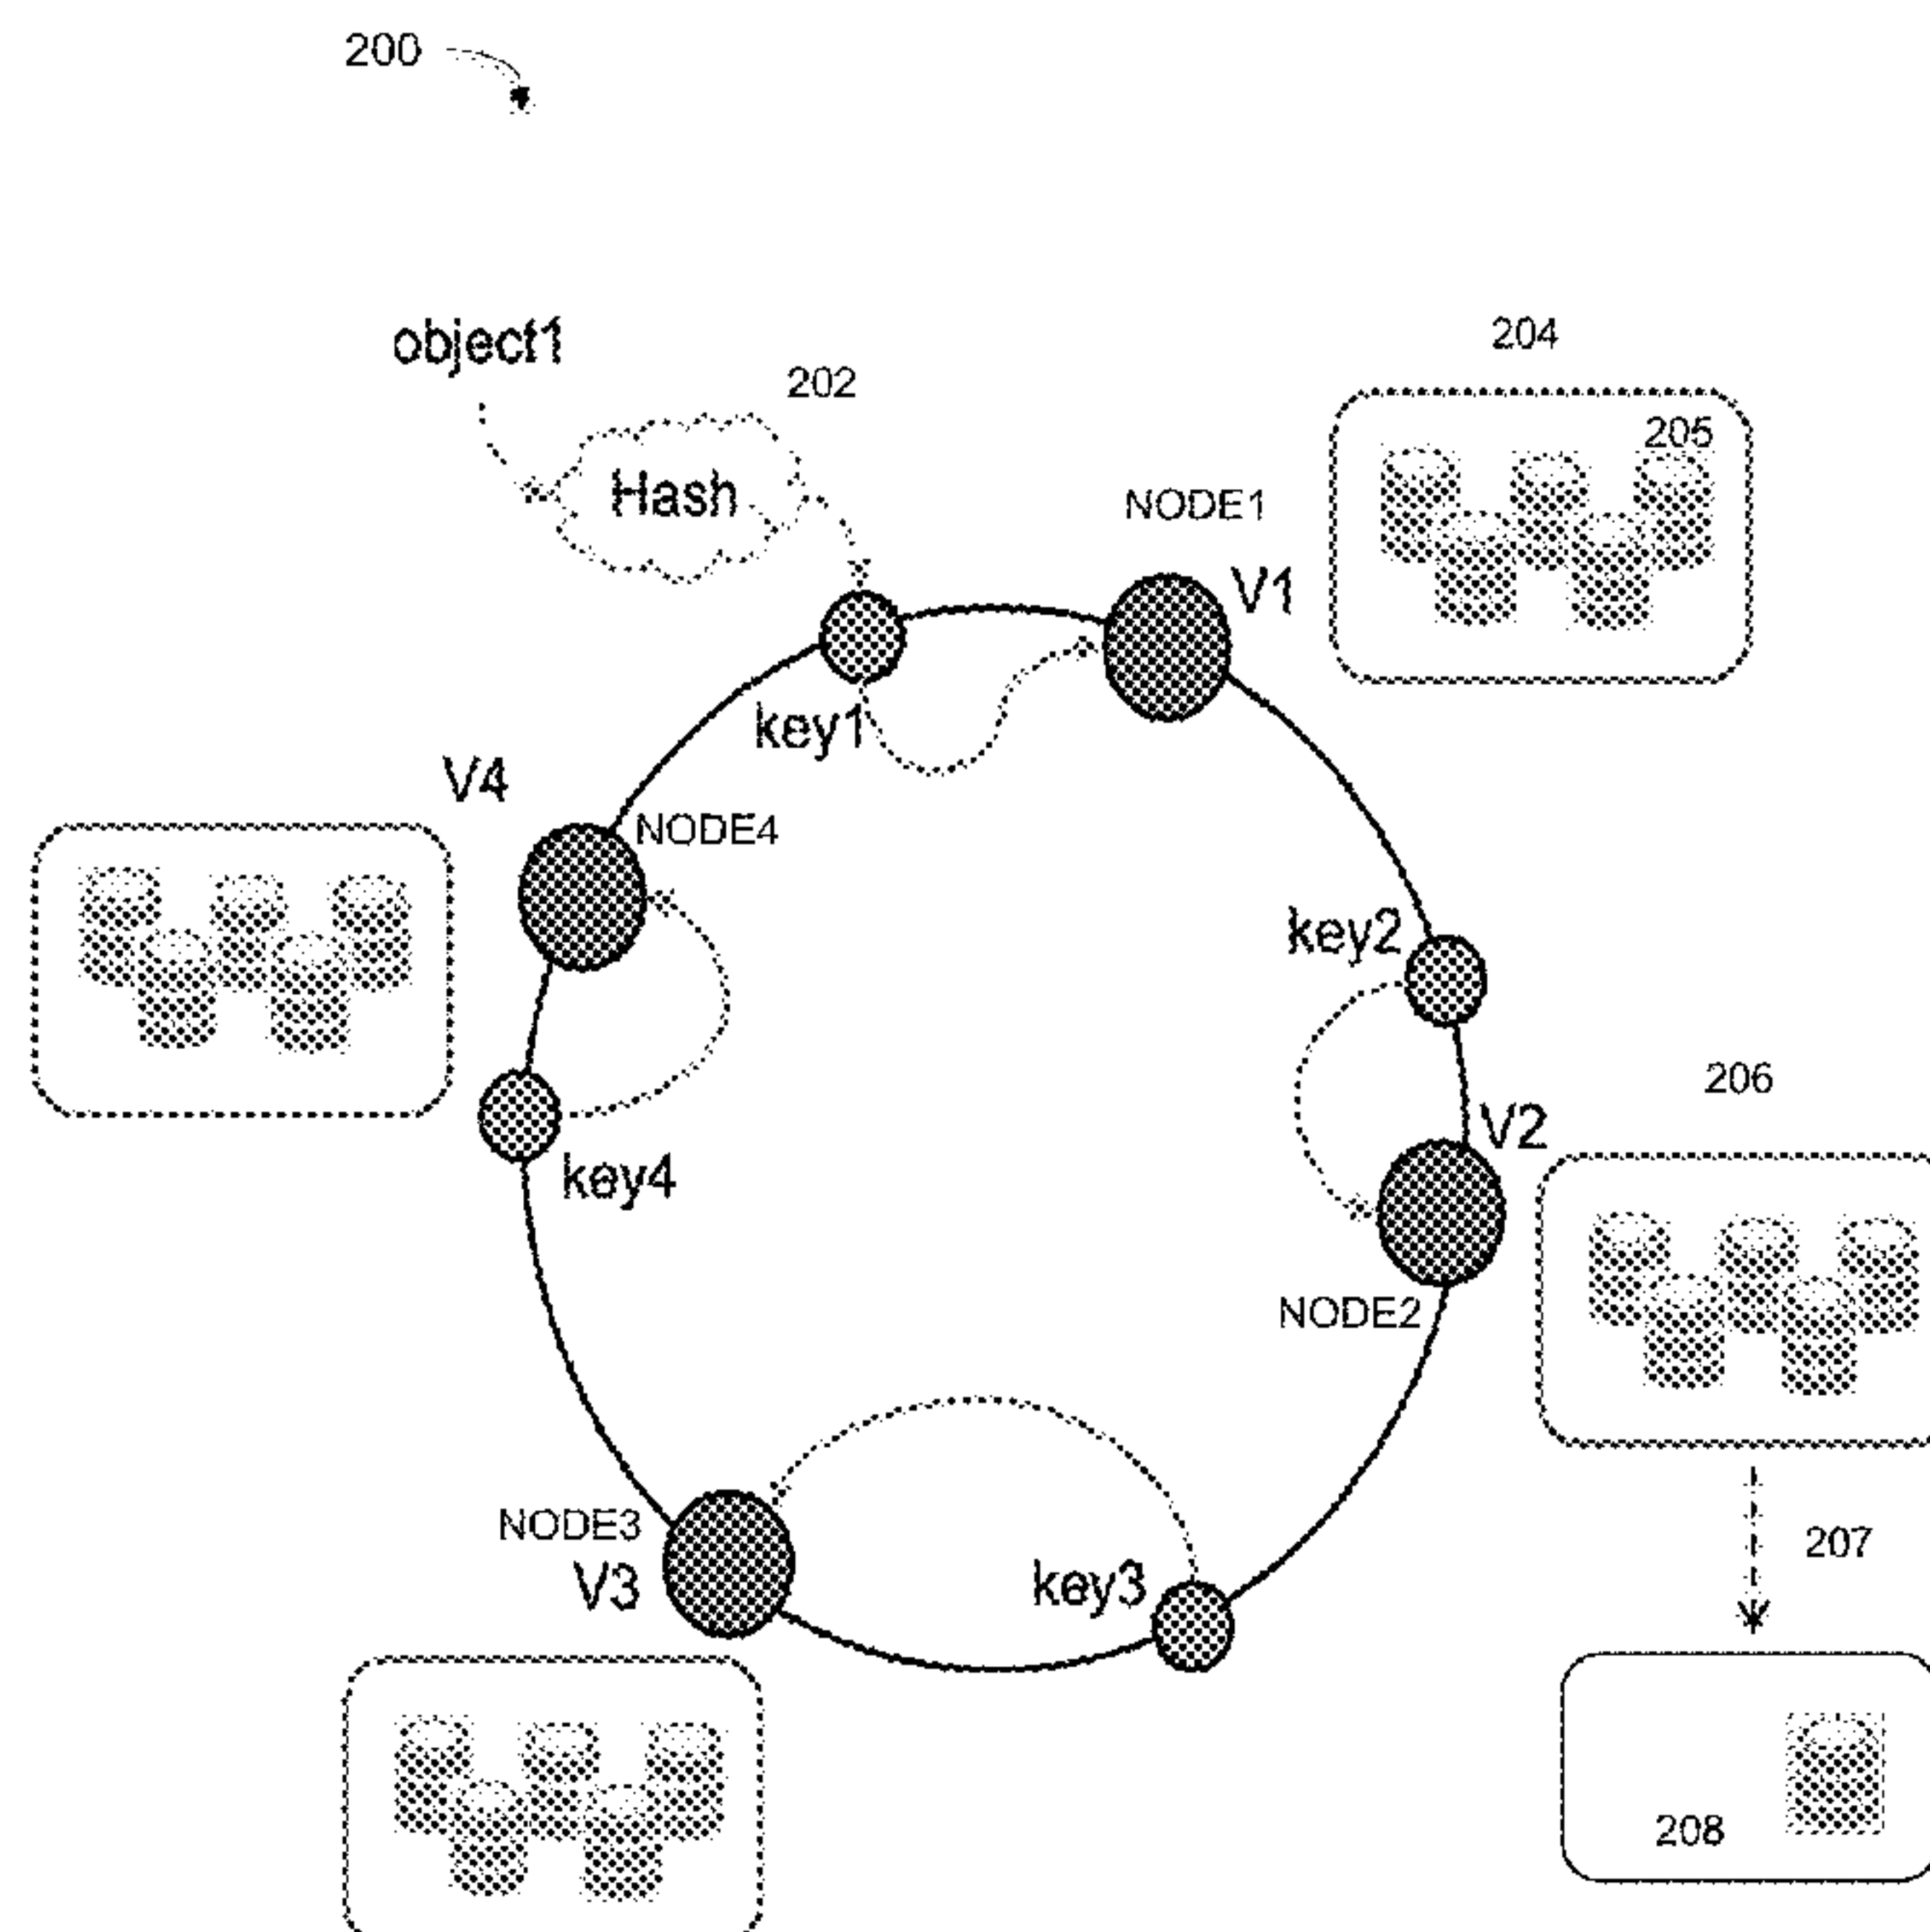 200
object1
204
202
205
Hash
NODE1
V1
key1
V4
NODE4
key2
206
V2
key4
NODE2
NODE3
207
V3
key3
208